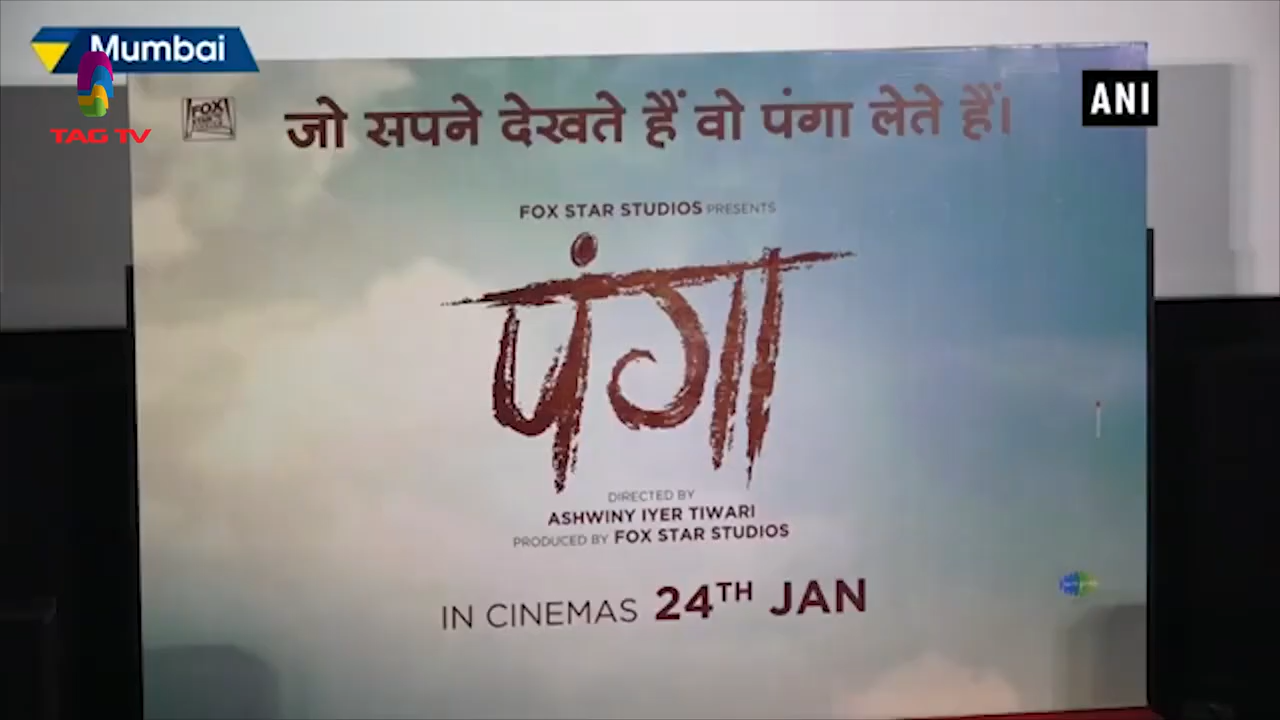 Mumbai
TAG TV
ANI
FOX
जो सपने देखते हैं वो पंगा लेते हैं।
FOX STAR STUDIOS PRESENTS
पंगा
DIRECTED BY
ASHWINY IYER TIWARI
PRODUCED BY FOX STAR STUDIOS
IN CINEMAS 24TH JAN